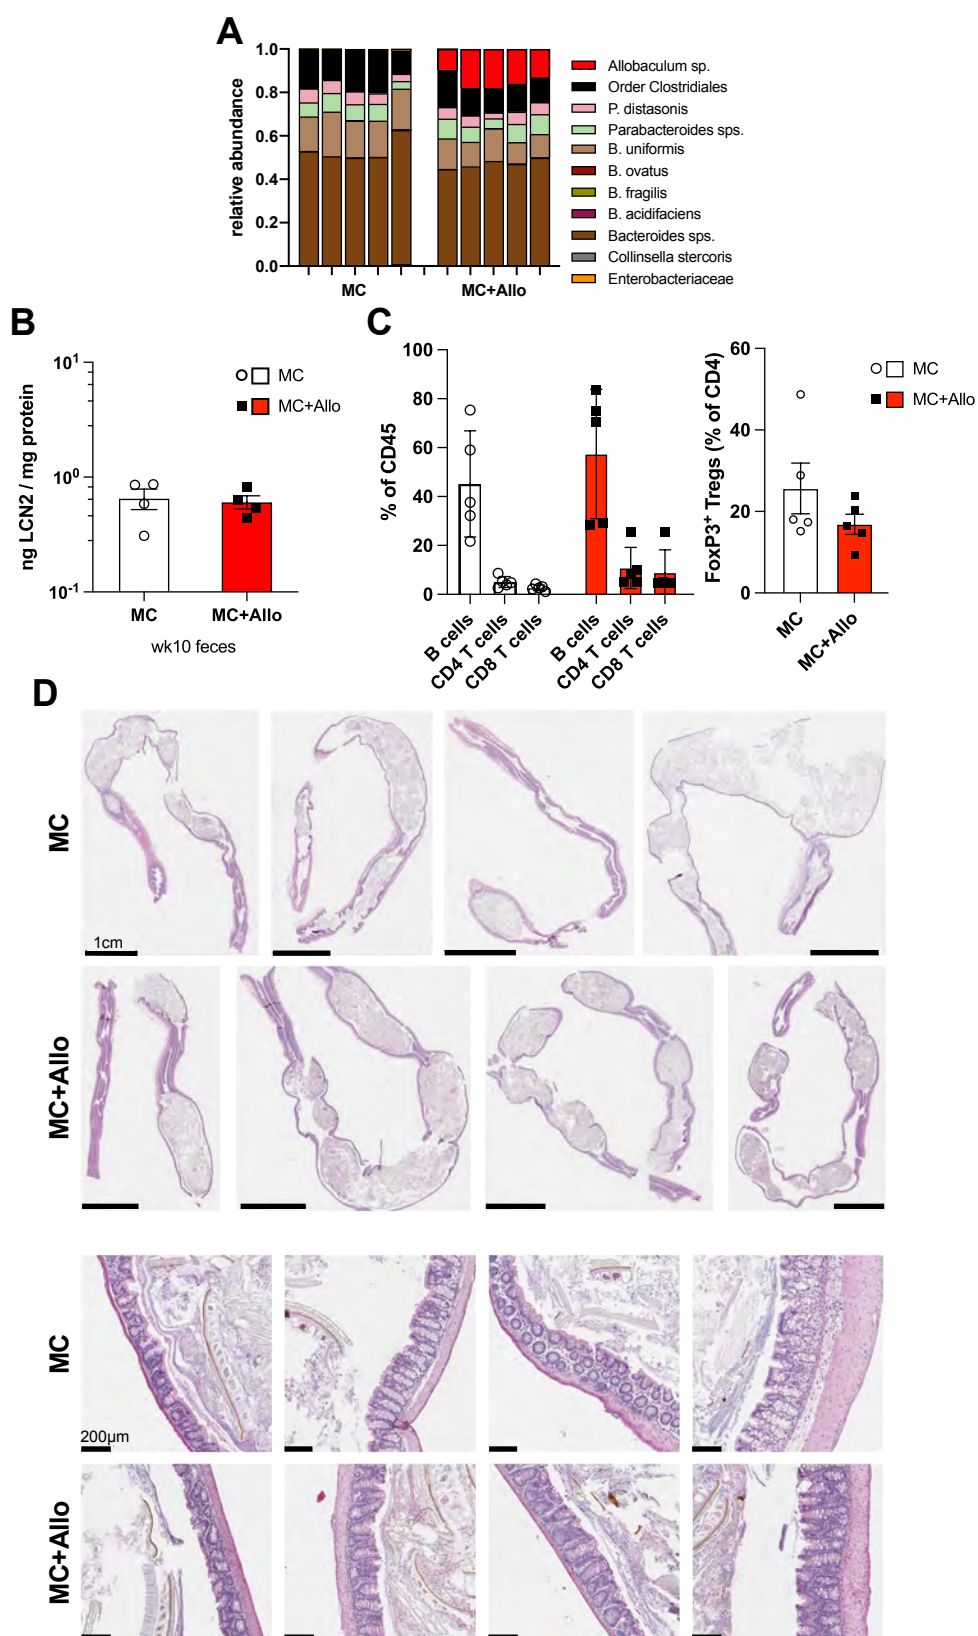 A
relative abundance
1.0
0.8
0.6
0.4
0.2
0.0
MC
MC+Allo
Allobaculum sp.
Order Clostridiales
P. distasonis
Parabacteroides sps.
B. uniformis
B. ovatus
B. fragilis
B. acidifaciens
Bacteroides sps.
Collinsella stercoris
Enterobacteriaceae
B
ng LCN2 / mg protein
10^1
10^0
10^-1
MC
MC+Allo
MC
MC+Allo
wk10 feces
C
% of CD45
100
80
60
40
20
0
B cells
CD4 T cells
CD8 T cells
B cells
CD4 T cells
CD8 T cells
FoxP3+ Tregs (% of CD4)
60
40
20
0
MC
MC+Allo
MC
MC+Allo
D
MC
1cm
MC+Allo
MC
200µm
MC+Allo